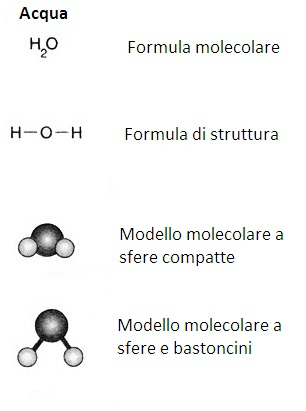 Acqua
H₂O Formula molecolare
H—O—H Formula di struttura
Modello molecolare a
sfere compatte
Modello molecolare a
sfere e bastoncini